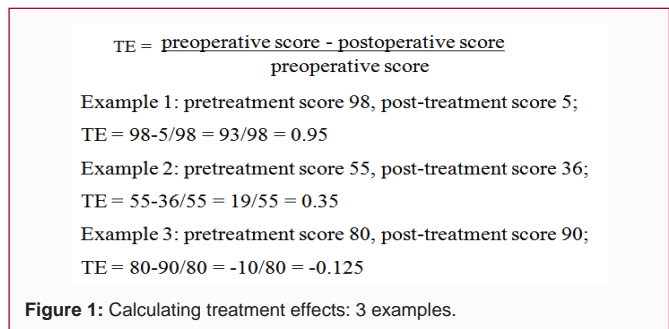 TE = preoperative score - postoperative score
preoperative score
Example 1: pretreatment score 98, post-treatment score 5;
TE = 98-5/98 = 93/98 = 0.95
Example 2: pretreatment score 55, post-treatment score 36;
TE = 55-36/55 = 19/55 = 0.35
Example 3: pretreatment score 80, post-treatment score 90;
TE = 80-90/80 = -10/80 = -0.125
Figure 1: Calculating treatment effects: 3 examples.